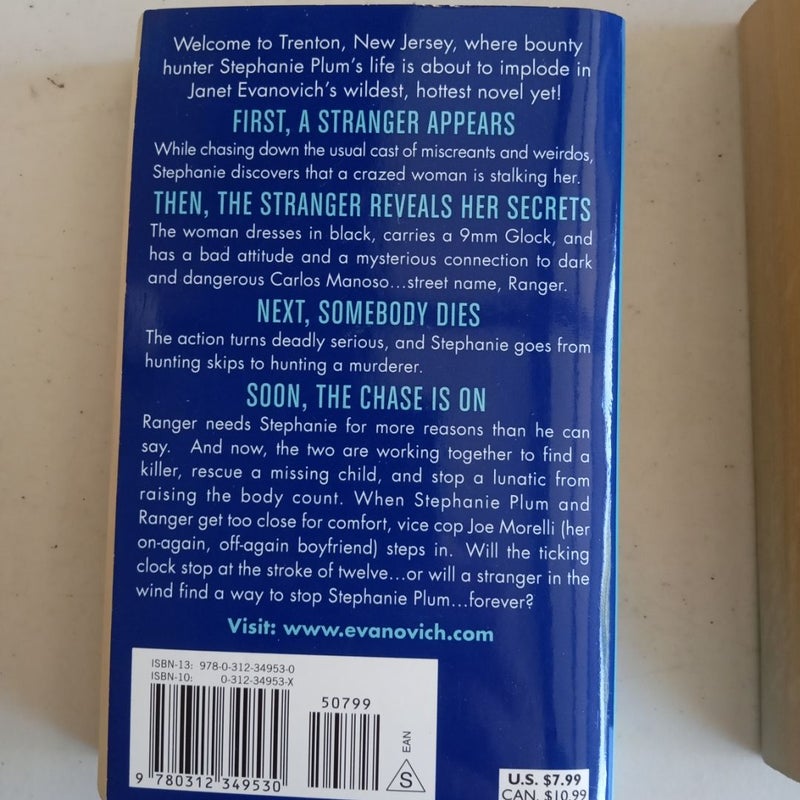 Welcome to Trenton, New Jersey, where bounty
hunter Stephanie Plum's life is about to implode in
Janet Evanovich's wildest, hottest novel yet!
FIRST, A STRANGER APPEARS
While chasing down the usual cast of miscreants and weirdos,
Stephanie discovers that a crazed woman is stalking her.
THEN, THE STRANGER REVEALS HER SECRETS
The woman dresses in black, carries a 9mm Glock, and
has a bad attitude and a mysterious connection to dark
and dangerous Carlos Manoso...street name, Ranger.
NEXT, SOMEBODY DIES
The action turns deadly serious, and Stephanie goes from
hunting skips to hunting a murderer.
SOON, THE CHASE IS ON
Ranger needs Stephanie for more reasons than he can
say. And now, the two are working together to find a
killer, rescue a missing child, and stop a lunatic from
raising the body count. When Stephanie Plum and
Ranger get too close for comfort, vice cop Joe Morelli (her
on-again, off-again boyfriend) steps in. Will the ticking
clock stop at the stroke of twelve...or will a stranger in the
wind find a way to stop Stephanie Plum...forever?
Visit: www.evanovich.com
ISBN-13: 978-0-312-34953-0
ISBN-10: 0-312-34953-X
50799
9 780312 349530
S
EAN
U.S. $7.99
CAN. $10.99